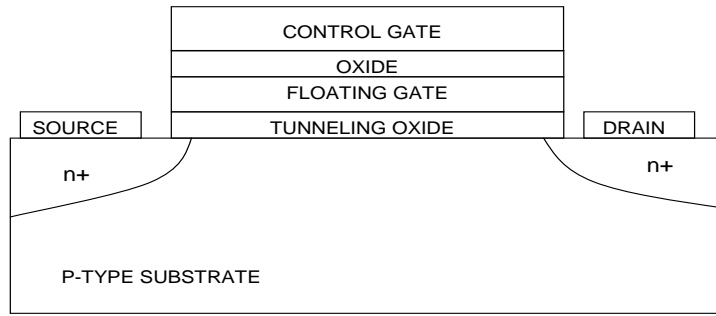 CONTROL GATE
OXIDE
FLOATING GATE
SOURCE
TUNNELING OXIDE
DRAIN
n+
n+
P-TYPE SUBSTRATE